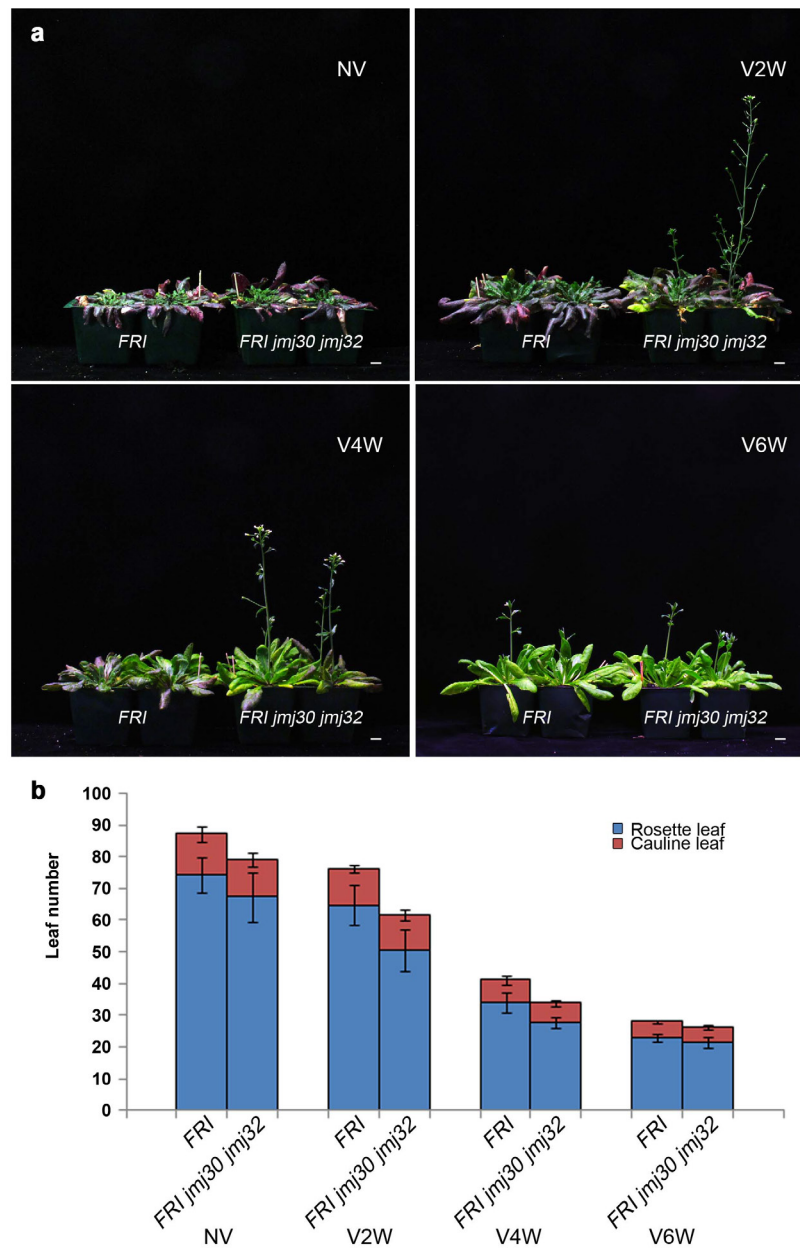 a
NV
FRI
FRI jmj30 jmj32
V2W
FRI
FRI jmj30 jmj32
V4W
FRI
FRI jmj30 jmj32
V6W
FRI
FRI jmj30 jmj32
b
Leaf number
100
90
80
70
60
50
40
30
20
10
0
Rosette leaf
Cauline leaf
FRI
FRI jmj30 jmj32
FRI
FRI jmj30 jmj32
FRI
FRI jmj30 jmj32
FRI
FRI jmj30 jmj32
NV
V2W
V4W
V6W